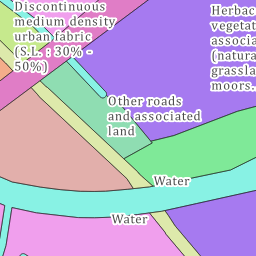 Discontinuous
medium density
urban fabric
(S.L. : 30% -
50%)
Herbac
vegetat
associa
(natura
grassla
moors.
Other roads
and associated
land
Water
Water